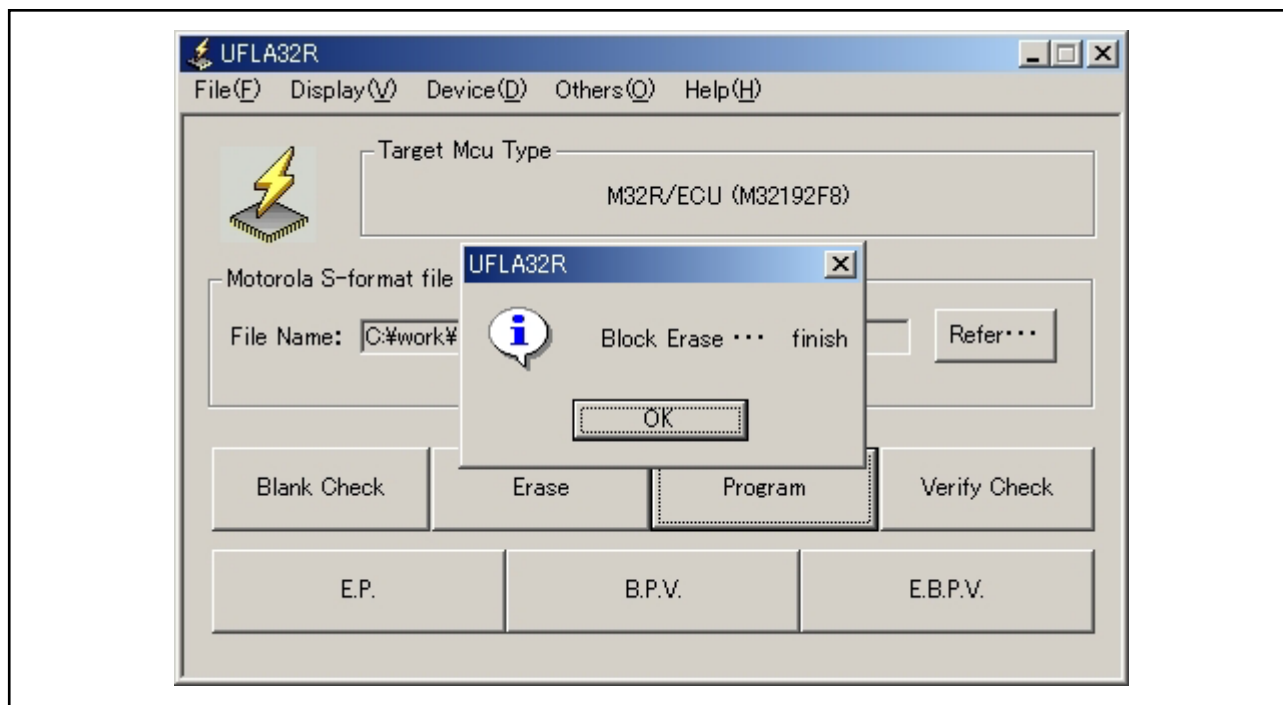 UFLA32R
File(F) Display(V) Device(D) Others(O) Help(H)
Target Mcu Type
M32R/ECU (M32192F8)
Motorola S-format file
File Name: C:¥work¥
Refer･･･
UFLA32R
Block Erase ･･･ finish
OK
Blank Check
Erase
Program
Verify Check
E.P.
B.P.V.
E.B.P.V.